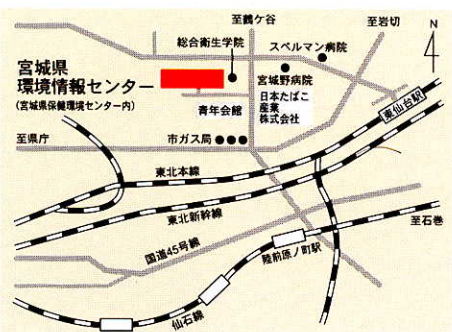 至鶴ケ谷
至岩切
N
総合衛生学院
スペルマン病院
宮城県
環境情報センター
(宮城県保健環境センター内)
宮城野病院
日本たばこ
産業
株式会社
青年会館
東仙台駅
至県庁
市ガス局
東北本線
東北新幹線
国道45号線
至石巻
陸前原ノ町駅
仙石線